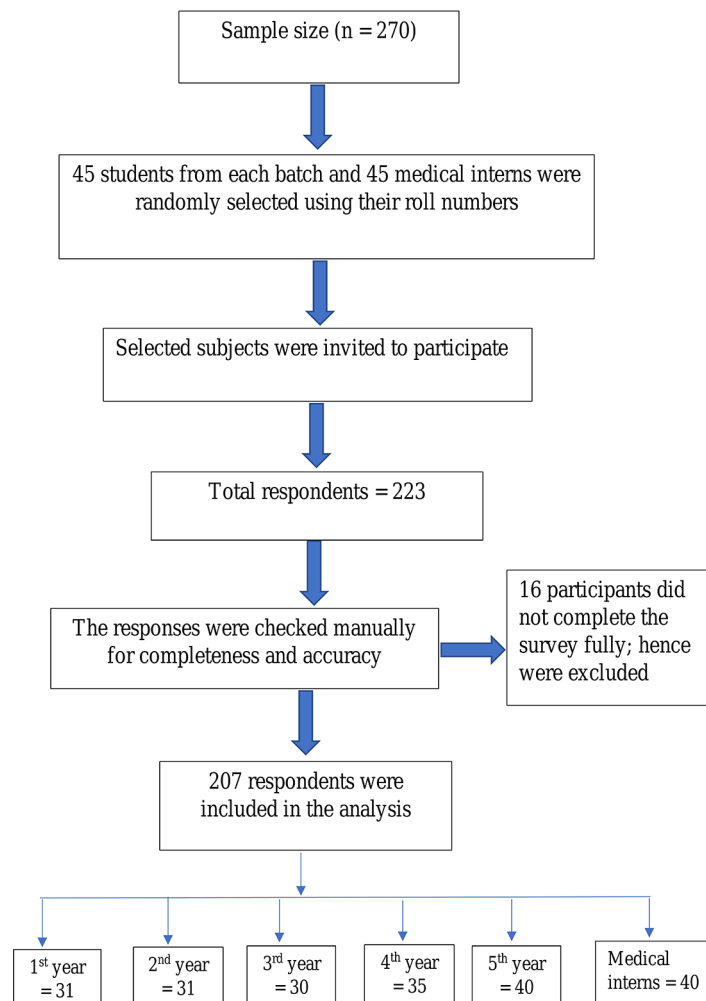 Sample size (n = 270)
45 students from each batch and 45 medical interns were
randomly selected using their roll numbers
Selected subjects were invited to participate
Total respondents = 223
The responses were checked manually
for completeness and accuracy
16 participants did
not complete the
survey fully; hence
were excluded
207 respondents were
included in the analysis
1st year
= 31
2nd year
= 31
3rd year
= 30
4th year
= 35
5th year
= 40
Medical
interns = 40